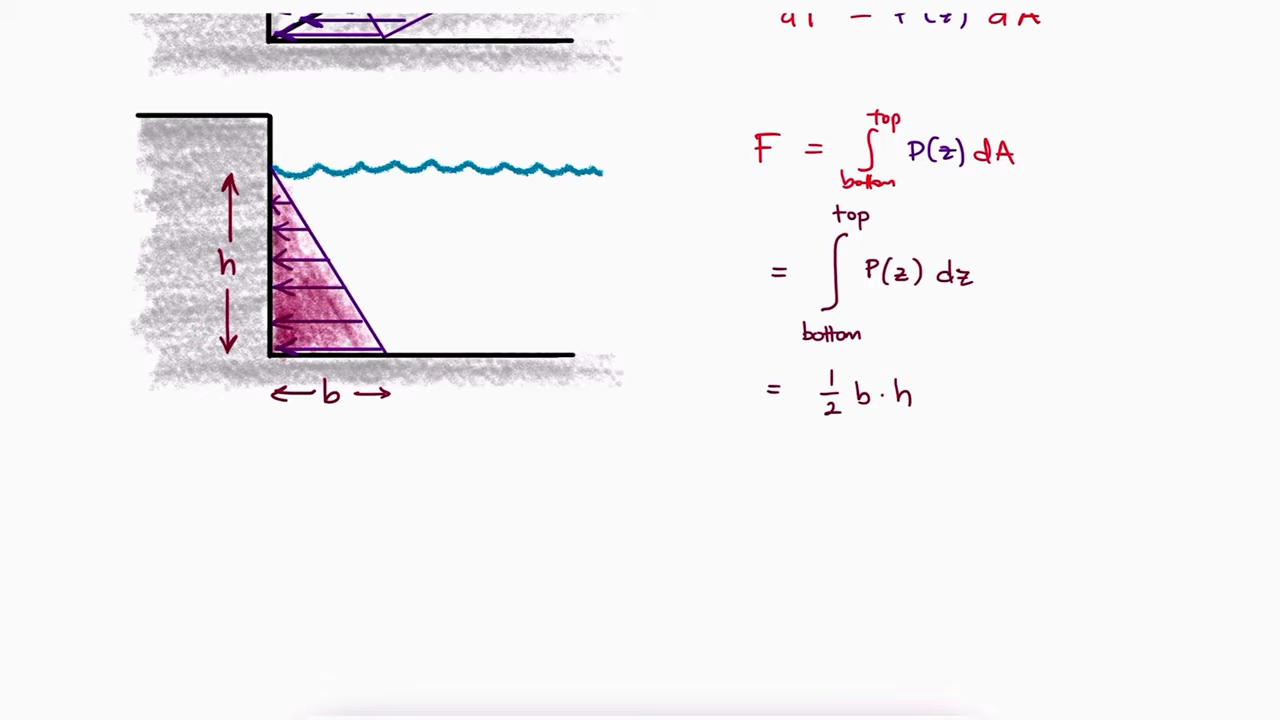 F = ∫ top bottom P(z) dA
= ∫ top bottom P(z) dz
= 1/2 b · h
h
b